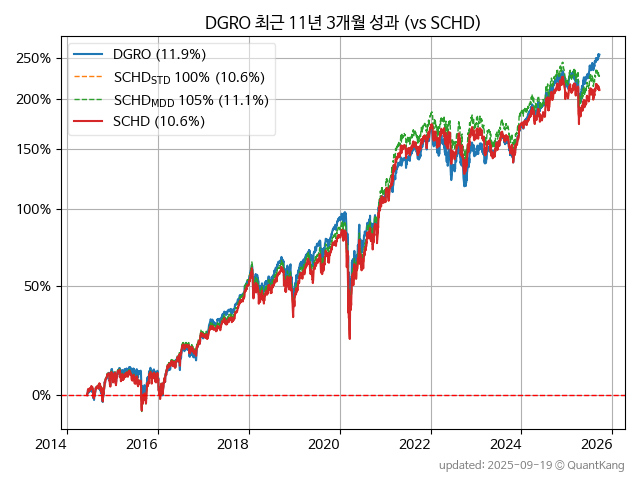 DGRO 최근 11년 3개월 성과 (vs SCHD)
DGRO (11.9%)
SCHD_STD 100% (10.6%)
SCHD_MDD 105% (11.1%)
SCHD (10.6%)
250%
200%
150%
100%
50%
0%
2014 2016 2018 2020 2022 2024 2026
updated: 2025-09-19 © QuantKang